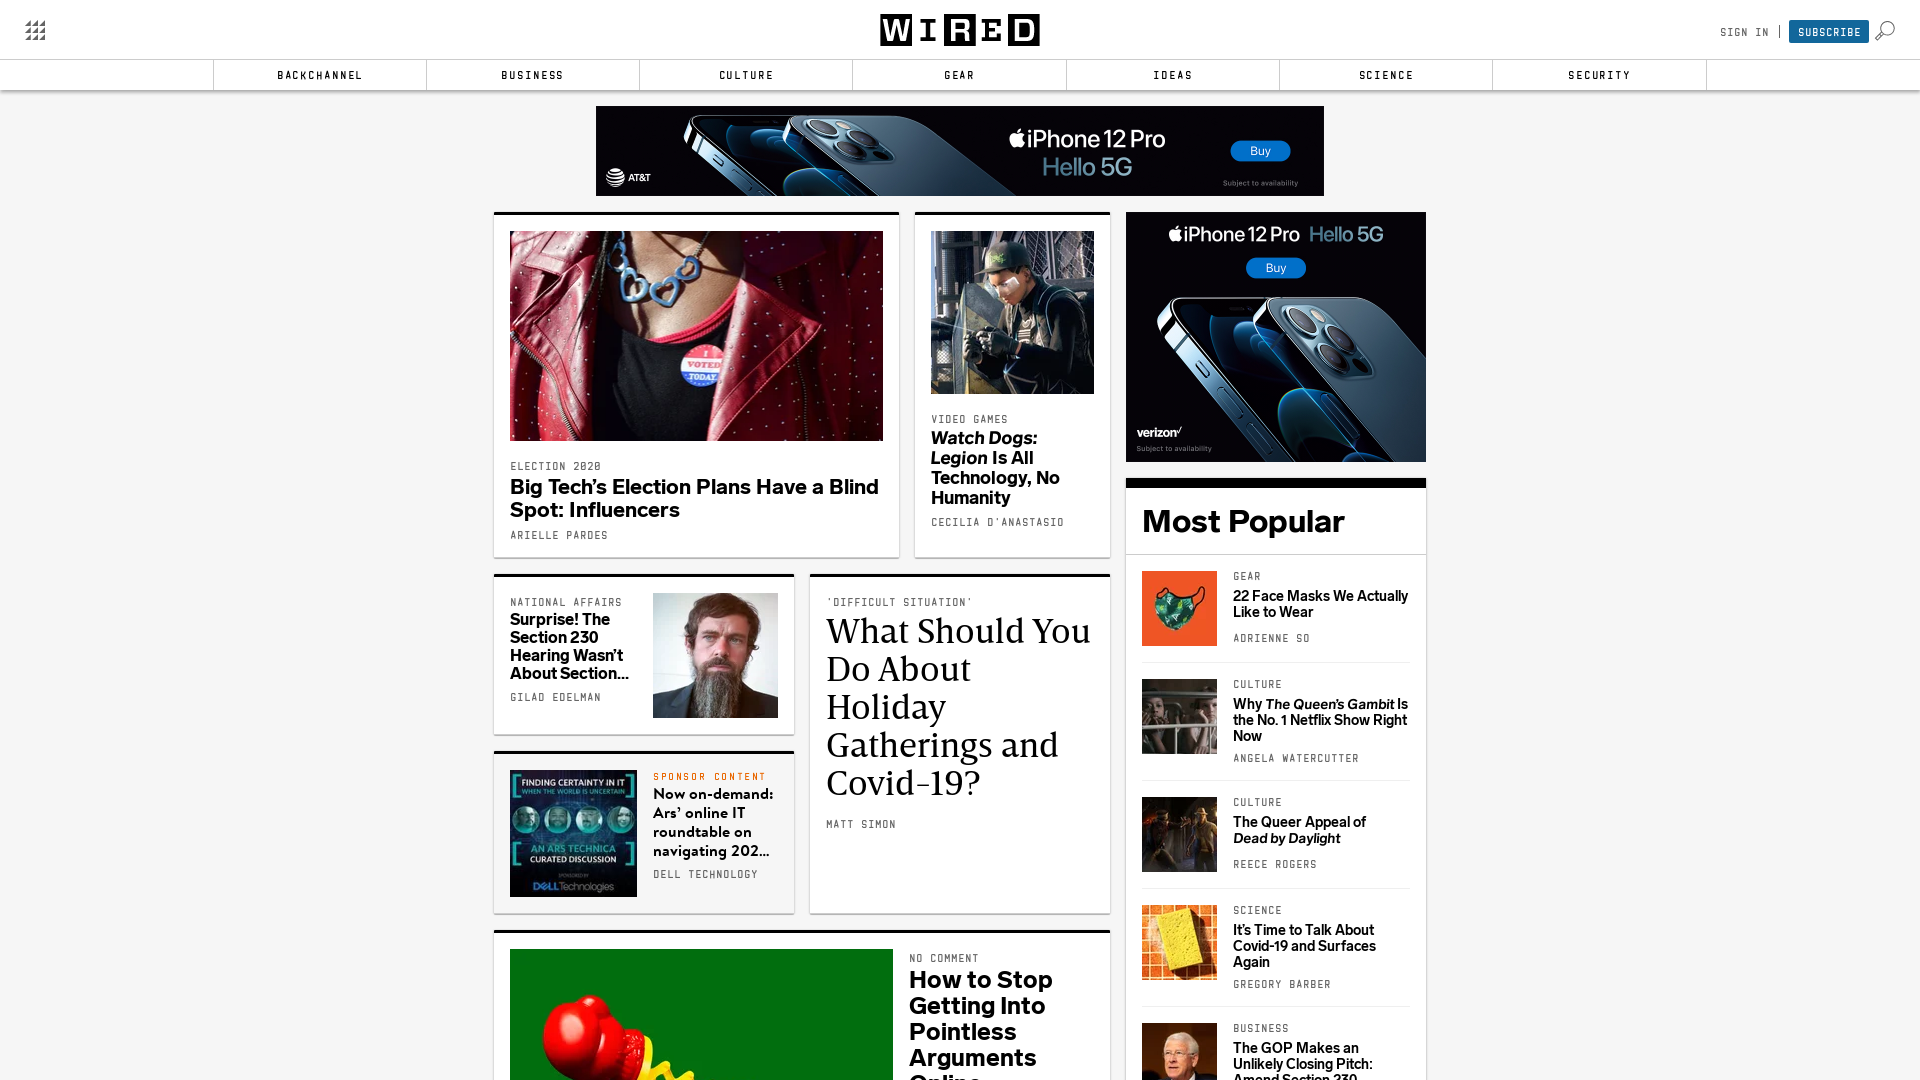 WIRED
SIGN IN
SUBSCRIBE
BACKCHANNEL
BUSINESS
CULTURE
GEAR
IDEAS
SCIENCE
SECURITY
iPhone 12 Pro
Hello 5G
Buy
AT&T
Subject to availability
I
VOTED
TODAY
ELECTION 2020
Big Tech’s Election Plans Have a Blind
Spot: Influencers
ARIELLE PARDES
VIDEO GAMES
Watch Dogs:
Legion Is All
Technology, No
Humanity
CECILIA D'ANASTASIO
iPhone 12 Pro Hello 5G
Buy
verizon
Subject to availability
NATIONAL AFFAIRS
Surprise! The
Section 230
Hearing Wasn’t
About Section...
GILAD EDELMAN
FINDING CERTAINTY IN IT
WHEN THE WORLD IS UNCERTAIN
AN ARS TECHNICA
CURATED DISCUSSION
SPONSORED BY
DELL Technologies
SPONSOR CONTENT
Now on-demand:
Ars’ online IT
roundtable on
navigating 202...
DELL TECHNOLOGY
'DIFFICULT SITUATION'
What Should You
Do About
Holiday
Gatherings and
Covid-19?
MATT SIMON
NO COMMENT
How to Stop
Getting Into
Pointless
Arguments
Online
Most Popular
GEAR
22 Face Masks We Actually
Like to Wear
ADRIENNE SO
CULTURE
Why The Queen’s Gambit Is
the No. 1 Netflix Show Right
Now
ANGELA WATERCUTTER
CULTURE
The Queer Appeal of
Dead by Daylight
REECE ROGERS
SCIENCE
It’s Time to Talk About
Covid-19 and Surfaces
Again
GREGORY BARBER
BUSINESS
The GOP Makes an
Unlikely Closing Pitch:
Amend Section 230